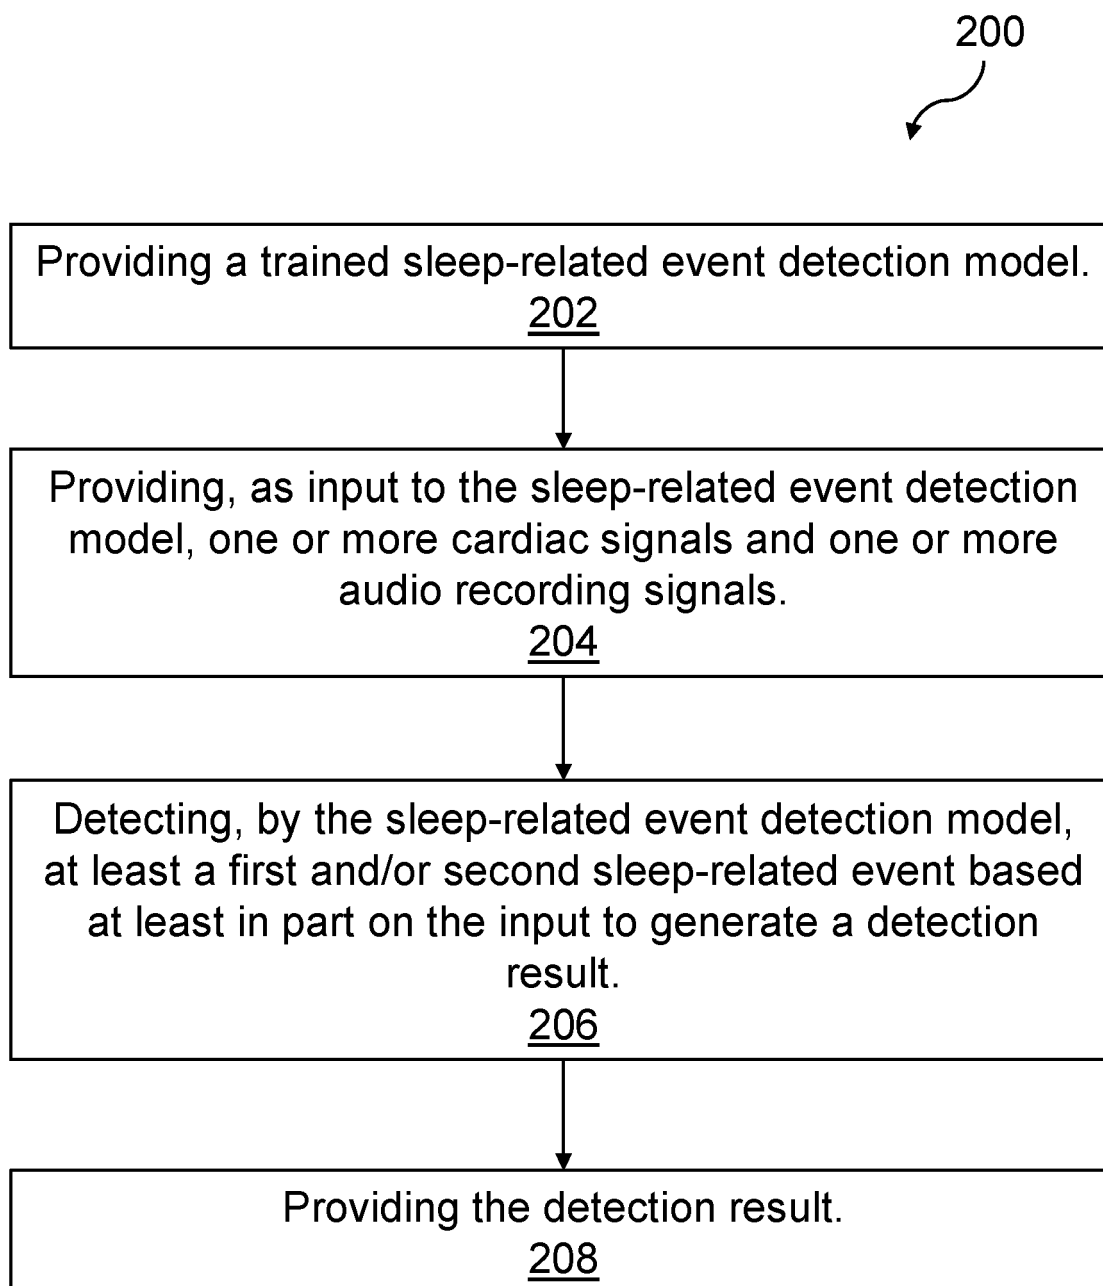 200
Providing a trained sleep-related event detection model.
202
Providing, as input to the sleep-related event detection
model, one or more cardiac signals and one or more
audio recording signals.
204
Detecting, by the sleep-related event detection model,
at least a first and/or second sleep-related event based
at least in part on the input to generate a detection
result.
206
Providing the detection result.
208